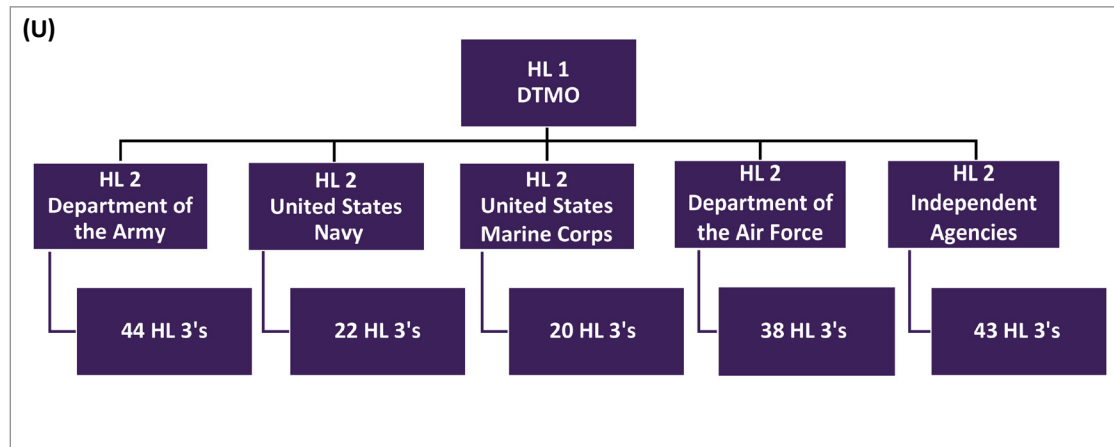 (U)
HL 1
DTMO
HL 2
Department of
the Army
HL 2
United States
Navy
HL 2
United States
Marine Corps
HL 2
Department of
the Air Force
HL 2
Independent
Agencies
44 HL 3's
22 HL 3's
20 HL 3's
38 HL 3's
43 HL 3's